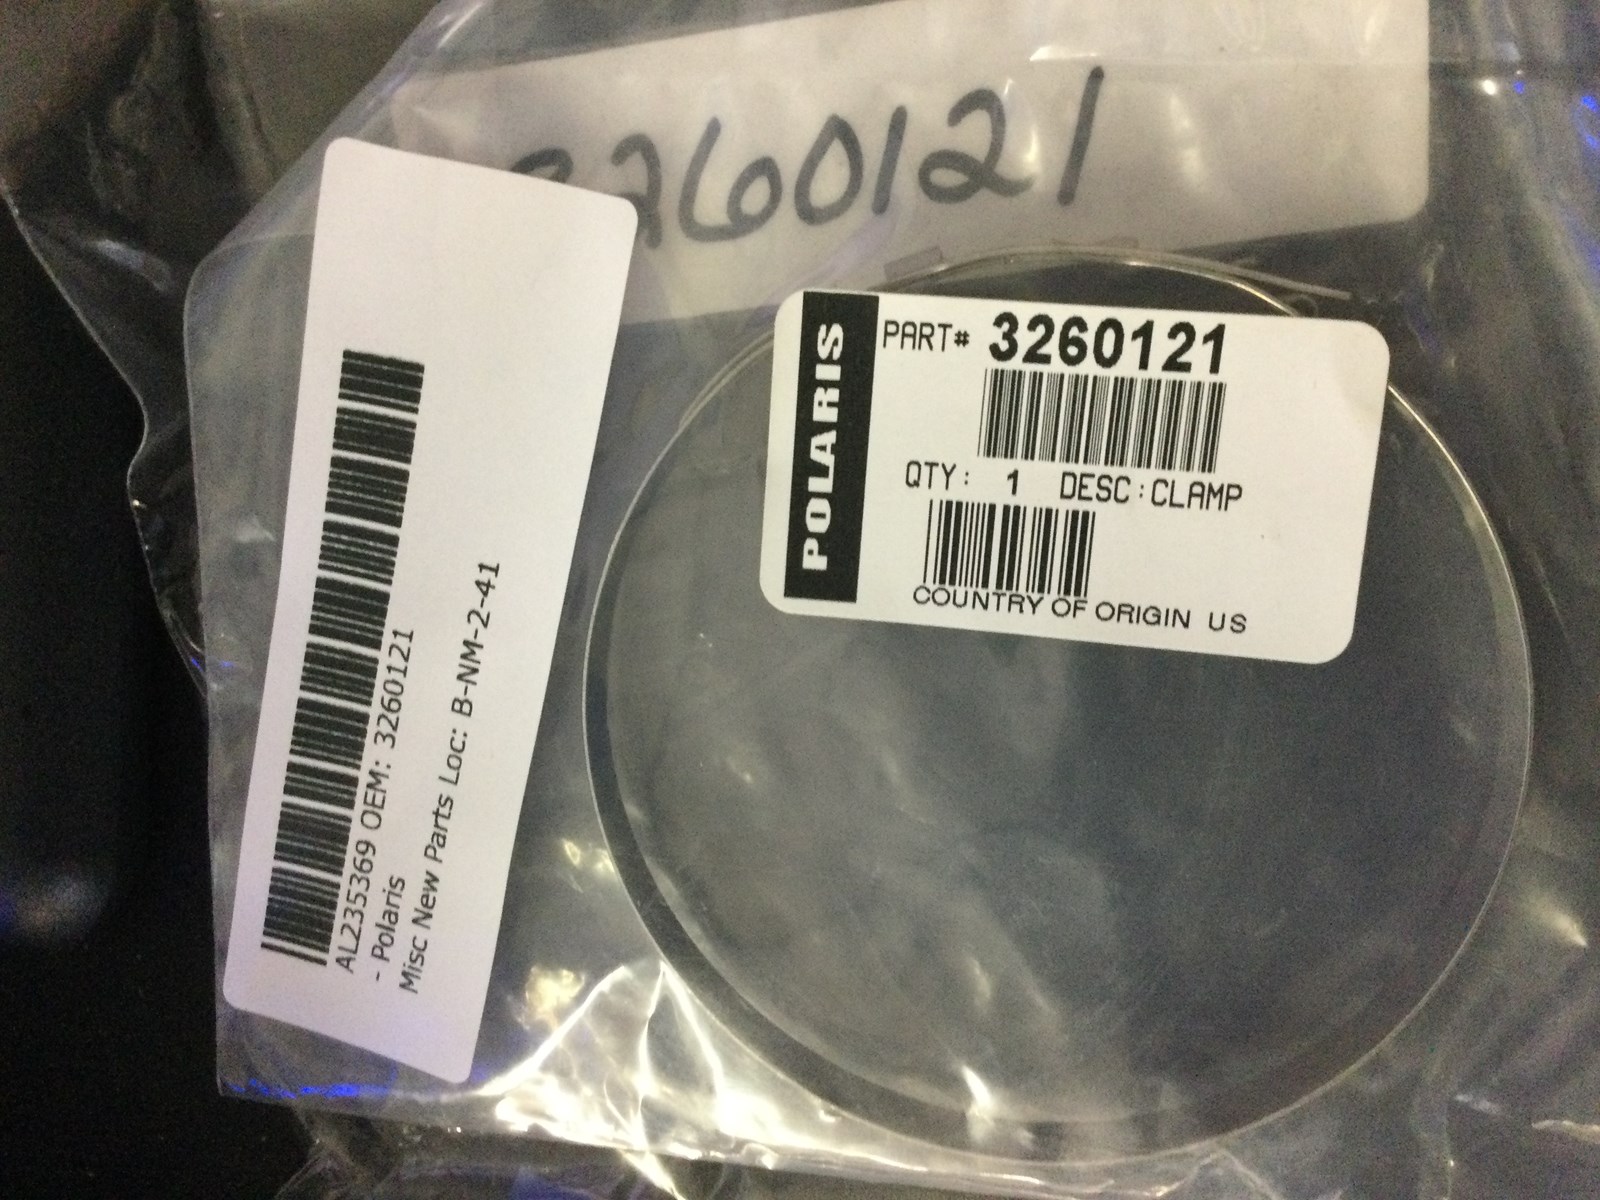 3260121
POLARIS
PART# 3260121
QTY: 1 DESC:CLAMP
COUNTRY OF ORIGIN US
AL235369 OEM: 3260121
- Polaris
Misc New Parts Loc: B-NM-2-41